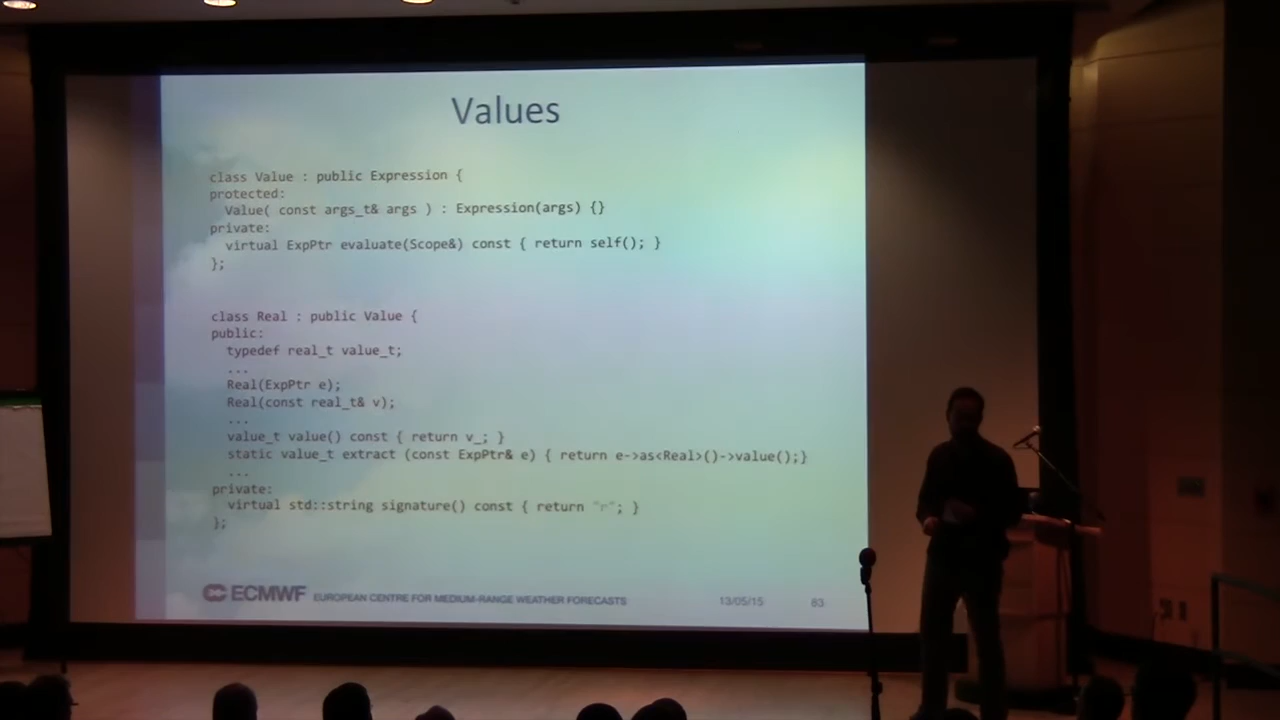 Values
class Value : public Expression {
protected:
Value( const args_t& args ) : Expression(args) {}
private:
virtual ExpPtr evaluate(Scope&) const { return self(); }
};
class Real : public Value {
public:
typedef real_t value_t;
...
Real(ExpPtr e);
Real(const real_t& v);
...
value_t value() const { return v_; }
static value_t extract (const ExpPtr& e) { return e->as<Real>()->value();}
...
private:
virtual std::string signature() const { return "r"; }
};
ECMWF EUROPEAN CENTRE FOR MEDIUM-RANGE WEATHER FORECASTS 13/05/15 63